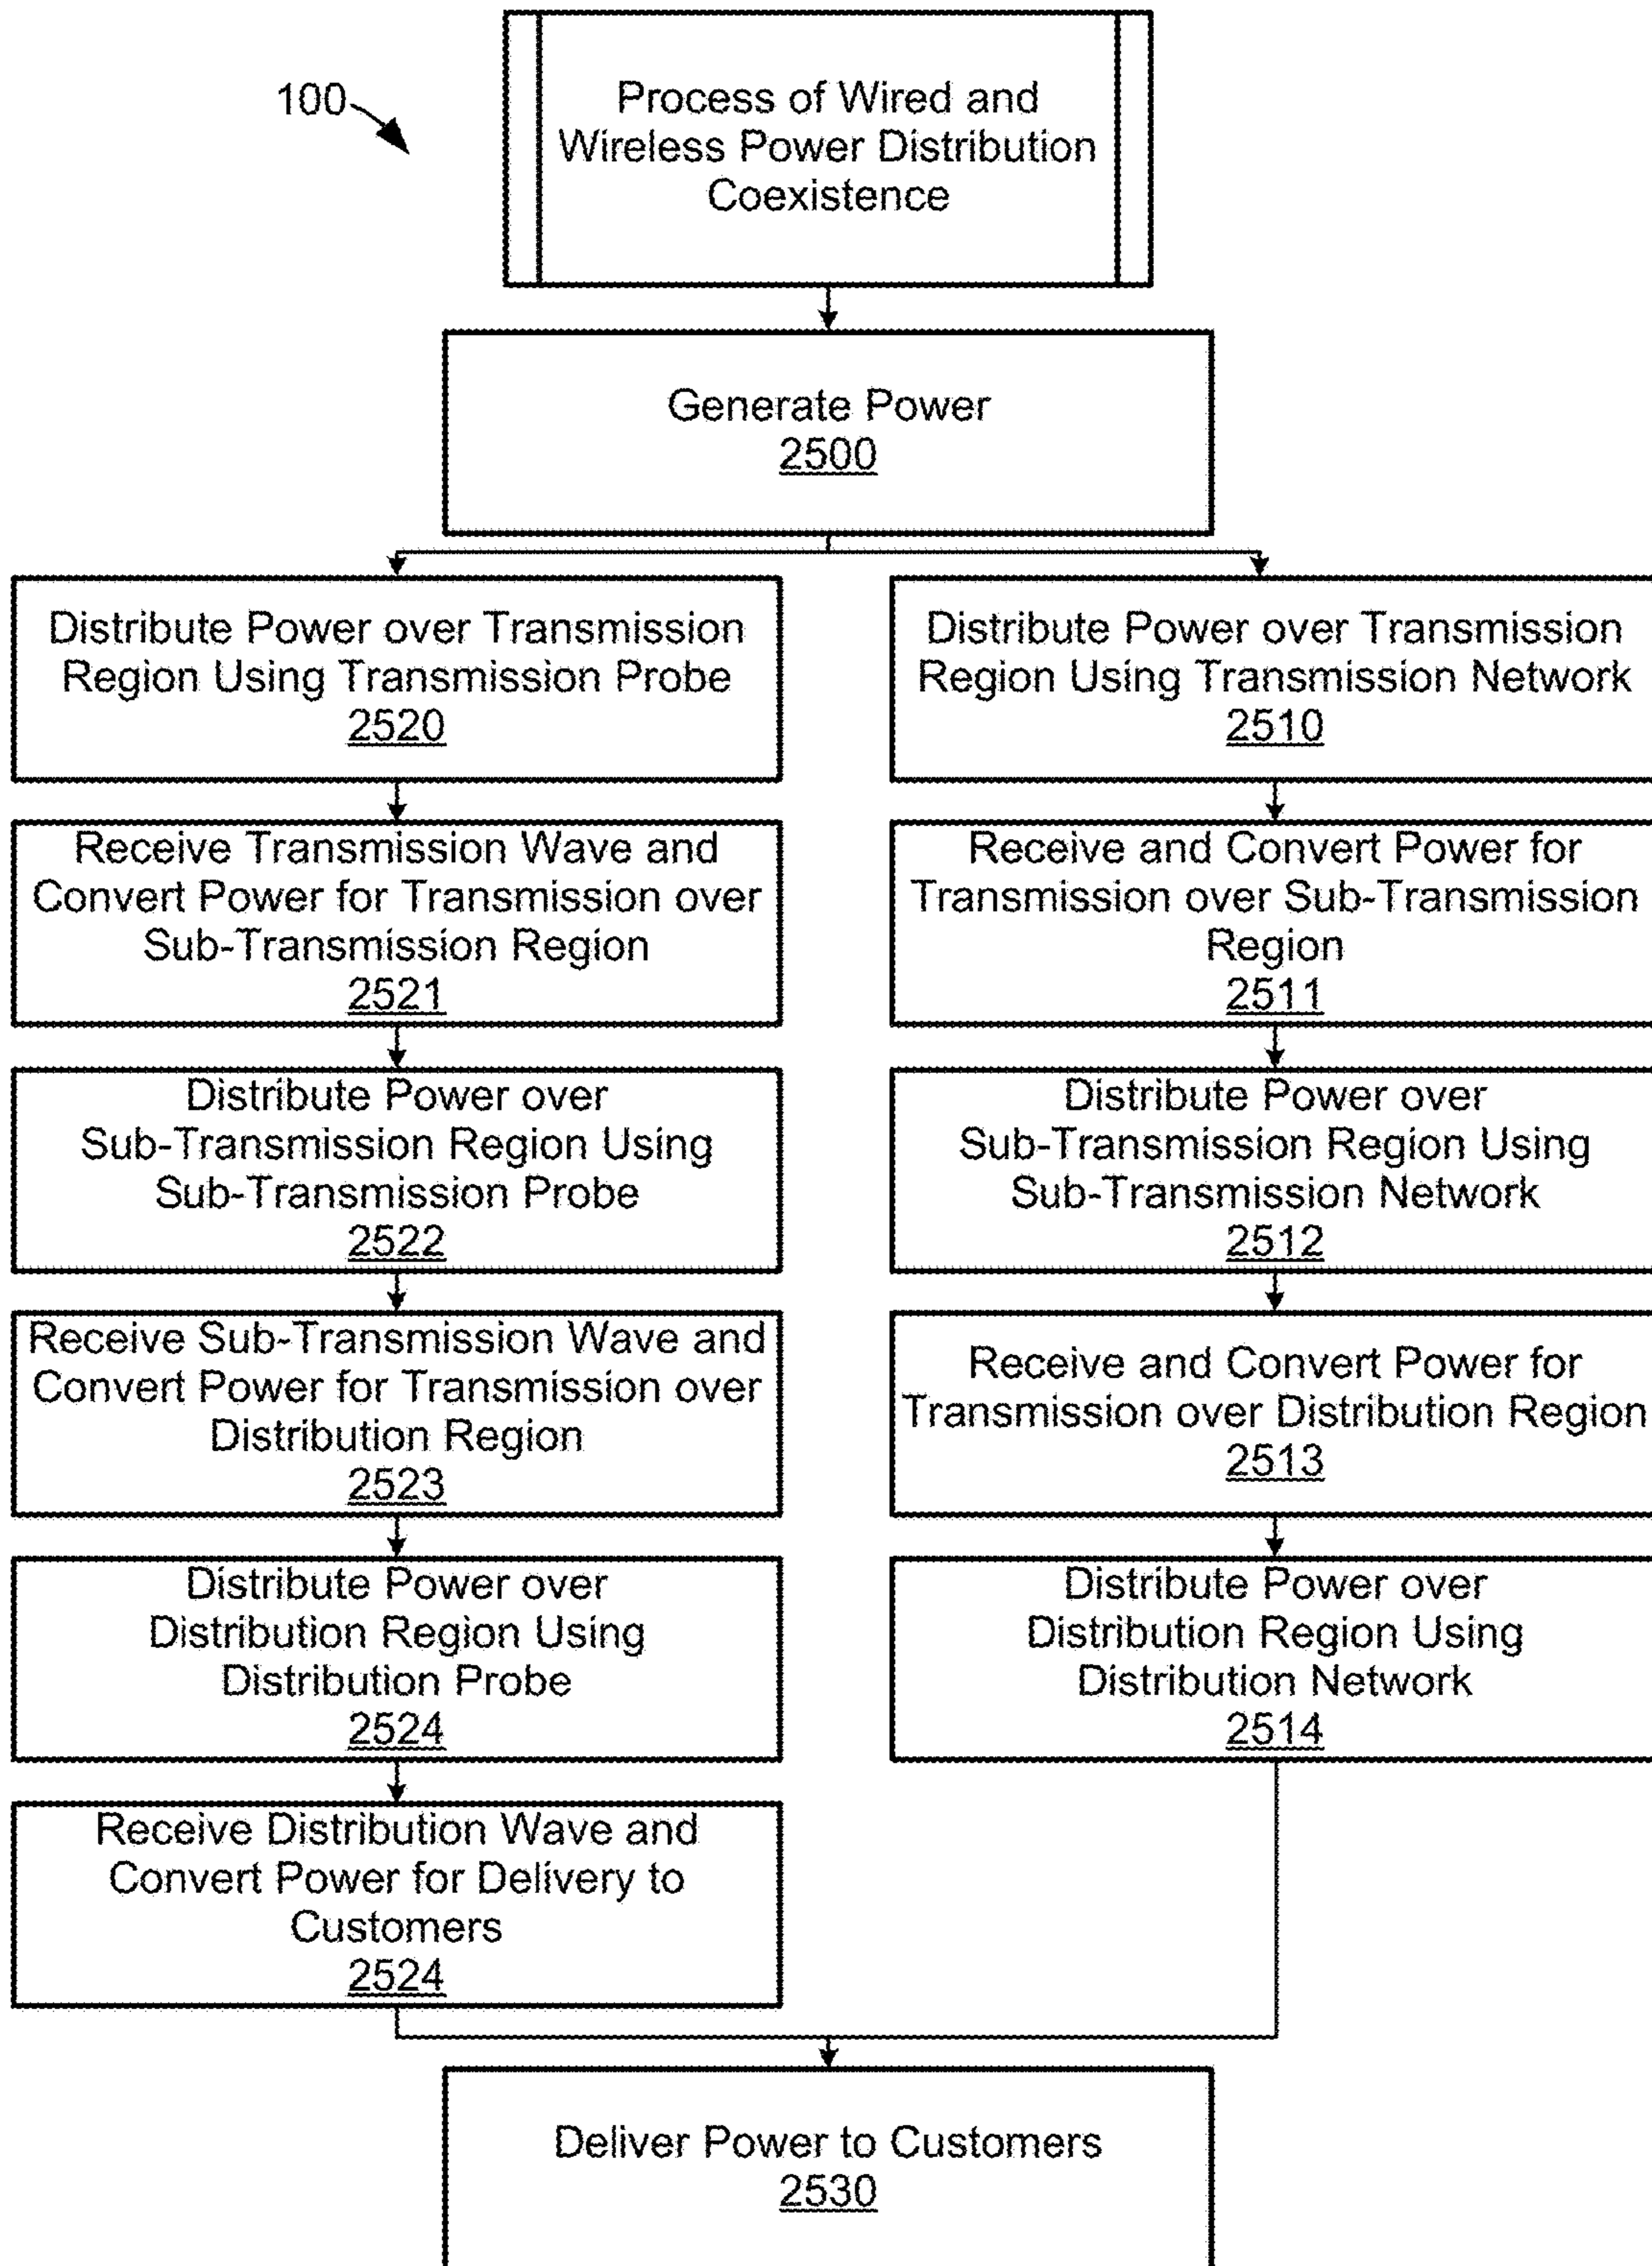 100
Process of Wired and
Wireless Power Distribution
Coexistence
Generate Power
2500
Distribute Power over Transmission
Region Using Transmission Probe
2520
Distribute Power over Transmission
Region Using Transmission Network
2510
Receive Transmission Wave and
Convert Power for Transmission over
Sub-Transmission Region
2521
Receive and Convert Power for
Transmission over Sub-Transmission
Region
2511
Distribute Power over
Sub-Transmission Region Using
Sub-Transmission Probe
2522
Distribute Power over
Sub-Transmission Region Using
Sub-Transmission Network
2512
Receive Sub-Transmission Wave and
Convert Power for Transmission over
Distribution Region
2523
Receive and Convert Power for
Transmission over Distribution Region
2513
Distribute Power over
Distribution Region Using
Distribution Probe
2524
Distribute Power over
Distribution Region Using
Distribution Network
2514
Receive Distribution Wave and
Convert Power for Delivery to
Customers
2524
Deliver Power to Customers
2530